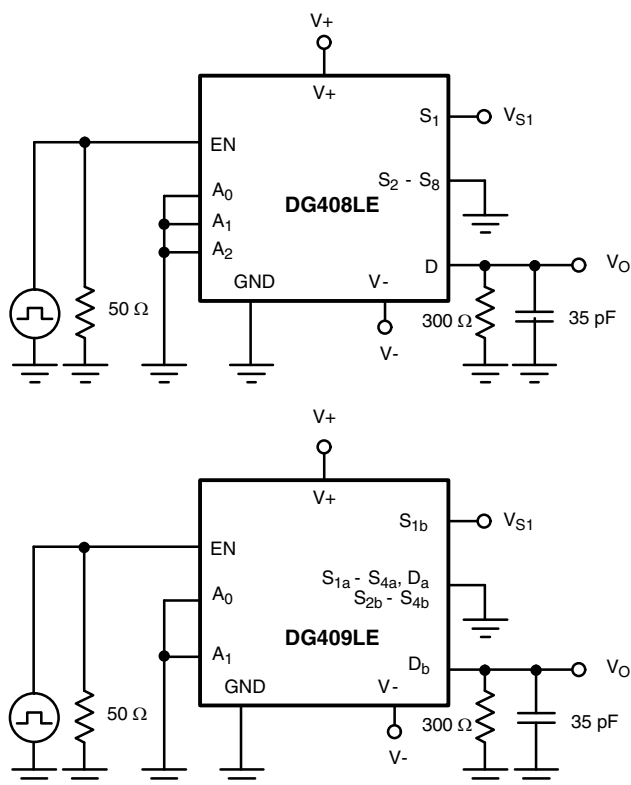 V+
V+
S1
VS1
EN
S2 - S8
A0
DG408LE
A1
A2
D
VO
GND
V-
50 Ω
300 Ω
35 pF
V-
V+
V+
S1b
VS1
EN
S1a - S4a, Da
A0
S2b - S4b
DG409LE
A1
Db
VO
GND
V-
50 Ω
300 Ω
35 pF
V-